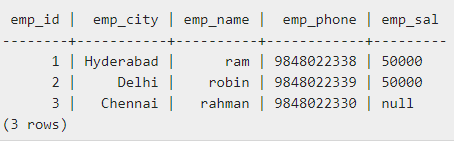 emp_id | emp_city | emp_name | emp_phone | emp_sal
--------+-----------+----------+------------+---------
1 | Hyderabad | ram | 9848022338 | 50000
2 | Delhi | robin | 9848022339 | 50000
3 | Chennai | rahman | 9848022330 | null
(3 rows)